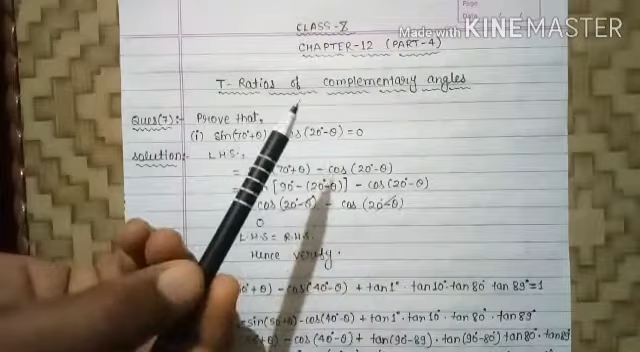 Page
CLASS-8
Made with KINEMASTER
CHAPTER-12 (PART-4)
T-Ratios of complementary angles
Ques(7):- Prove that,
(i) sin(70°+θ) cos(20°-θ)=0
Solution:- L.H.S.,
= (70°+θ) - cos(20°-θ)
= [90°-(20°-θ)] - cos(20°-θ)
cos(20°-θ) - cos(20°-θ)
0
L.H.S = R.H.S.
Hence verify.
0°+θ) - cos(40°-θ) + tan1° tan10° tan80° tan89°=1
=sin(50°+θ)-cos(40°-θ) + tan1° tan10° tan80° tan89°
+θ) - cos(40°-θ) + tan(90-89) . tan(90°-80°) tan80° tan89°